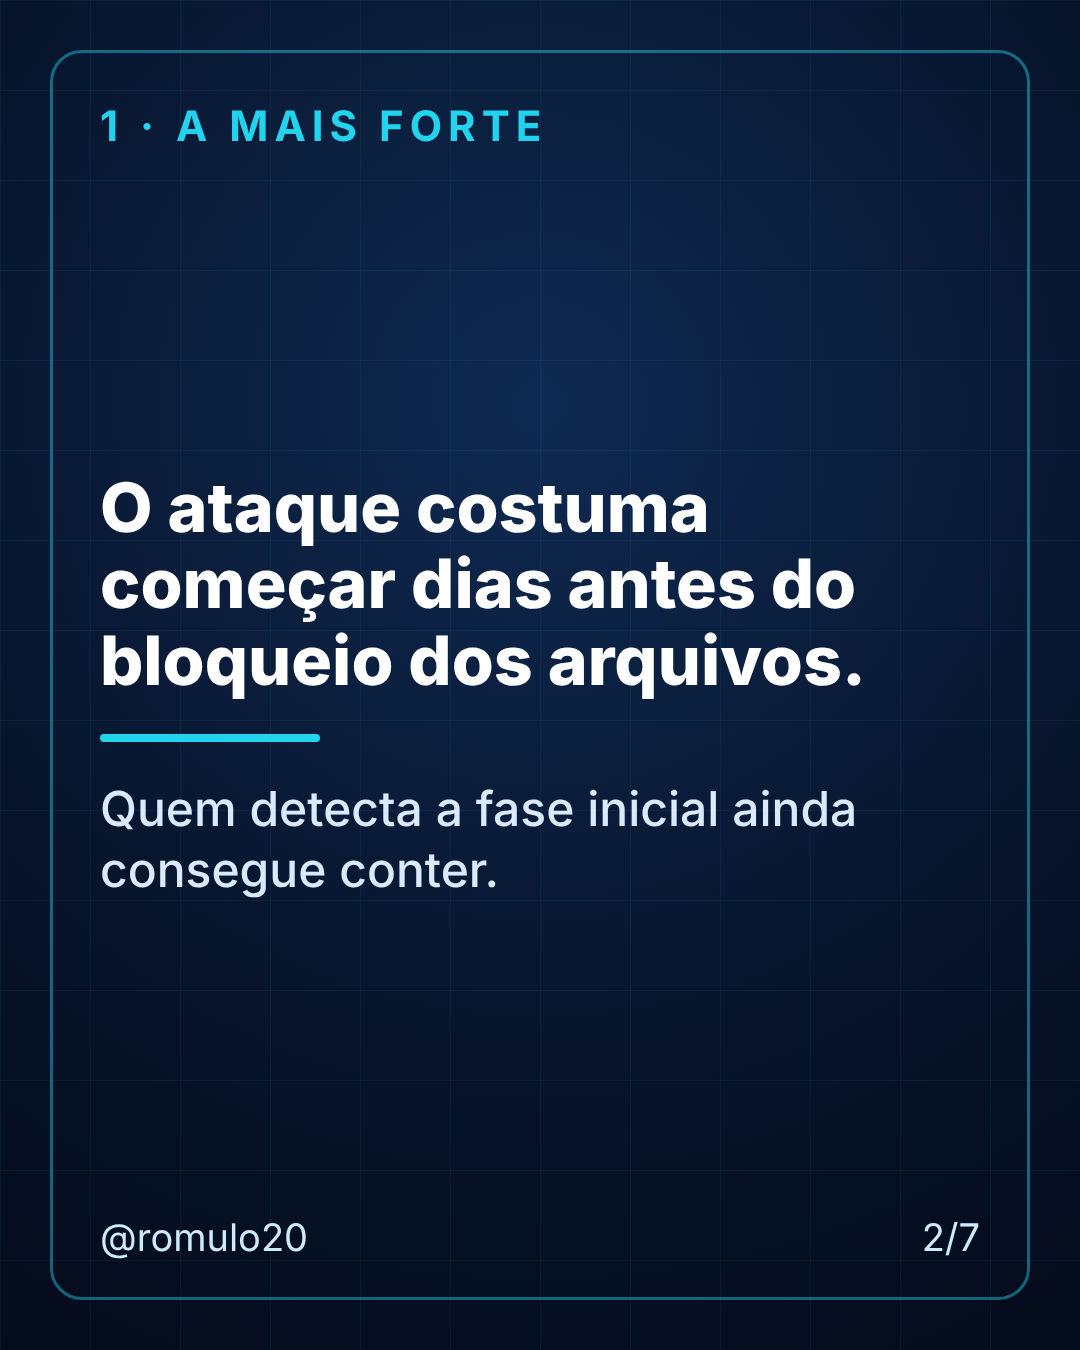 1 · A MAIS FORTE
O ataque costuma
começar dias antes do
bloqueio dos arquivos.
Quem detecta a fase inicial ainda
consegue conter.
@romulo20
2/7